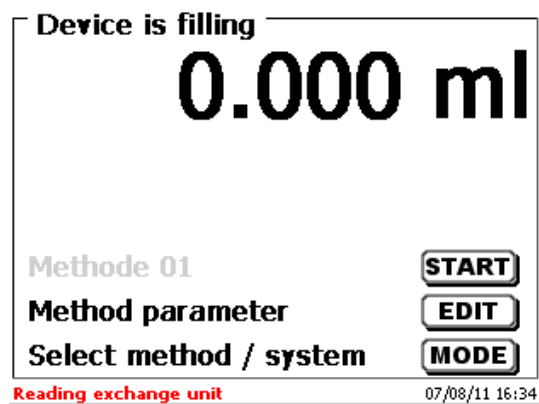 Device is filling
0.000 ml
Methode 01 START
Method parameter EDIT
Select method / system MODE
Reading exchange unit 07/08/11 16:34